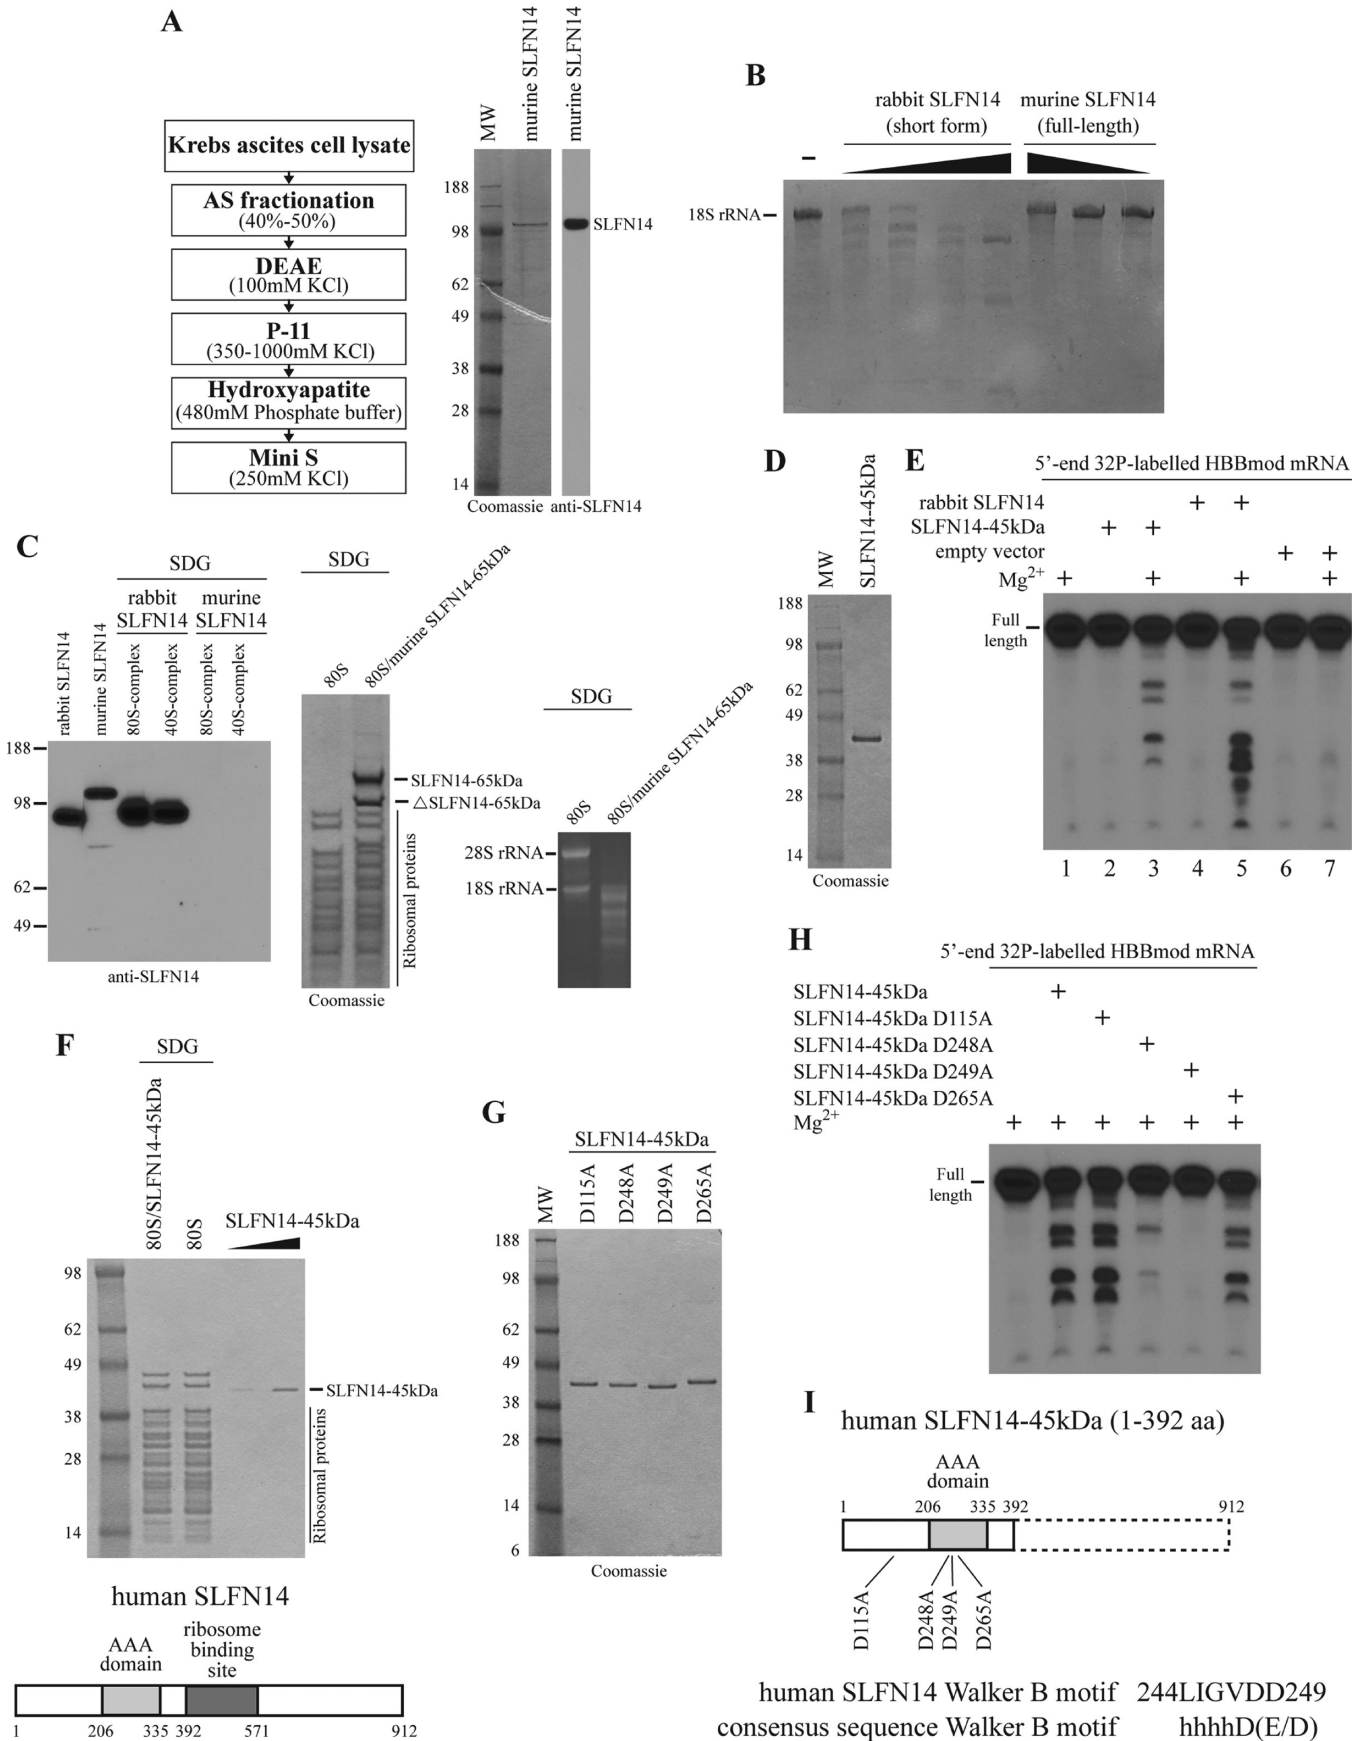 A
Krebs ascites cell lysate
AS fractionation
(40%-50%)
DEAE
(100mM KCl)
P-11
(350-1000mM KCl)
Hydroxyapatite
(480mM Phosphate buffer)
Mini S
(250mM KCl)
MW
murine SLFN14
murine SLFN14
188
98
62
49
38
28
14
SLFN14
Coomassie
anti-SLFN14
B
rabbit SLFN14
(short form)
murine SLFN14
(full-length)
–
18S rRNA
C
SDG
rabbit SLFN14
murine SLFN14
rabbit SLFN14
murine SLFN14
80S-complex
40S-complex
80S-complex
40S-complex
188
98
62
49
anti-SLFN14
SDG
80S
80S/murine SLFN14-65kDa
SLFN14-65kDa
△SLFN14-65kDa
Ribosomal proteins
Coomassie
SDG
80S
80S/murine SLFN14-65kDa
28S rRNA
18S rRNA
D
MW
SLFN14-45kDa
188
98
62
49
38
28
14
Coomassie
E
5’-end 32P-labelled HBBmod mRNA
rabbit SLFN14 + +
SLFN14-45kDa + +
empty vector + +
Mg2+ + + + +
Full length
1 2 3 4 5 6 7
F
SDG
80S/SLFN14-45kDa
80S
SLFN14-45kDa
98
62
49
38
28
14
SLFN14-45kDa
Ribosomal proteins
human SLFN14
AAA domain
ribosome binding site
1 206 335 392 571 912
G
SLFN14-45kDa
MW
D115A
D248A
D249A
D265A
188
98
62
49
38
28
14
6
Coomassie
H
5’-end 32P-labelled HBBmod mRNA
SLFN14-45kDa +
SLFN14-45kDa D115A +
SLFN14-45kDa D248A +
SLFN14-45kDa D249A +
SLFN14-45kDa D265A +
Mg2+ + + + + + +
Full length
I
human SLFN14-45kDa (1-392 aa)
AAA domain
1 206 335 392 912
D115A
D248A
D249A
D265A
human SLFN14 Walker B motif 244LIGVDD249
consensus sequence Walker B motif hhhhD(E/D)